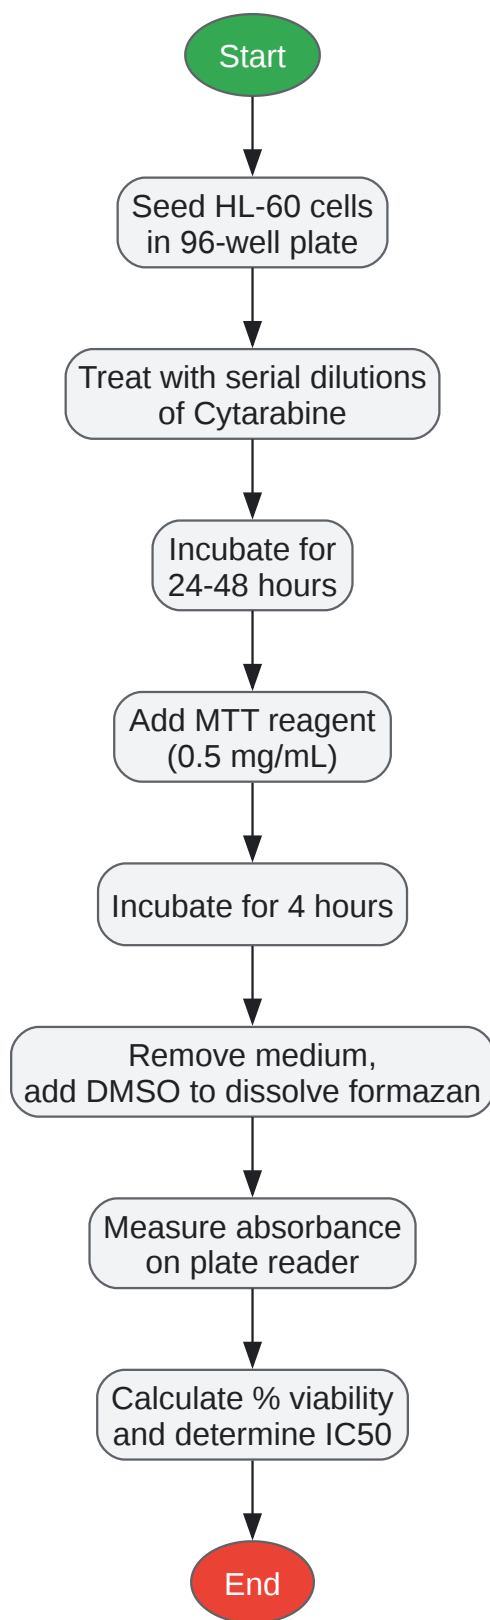 Start
Seed HL-60 cells
in 96-well plate
Treat with serial dilutions
of Cytarabine
Incubate for
24-48 hours
Add MTT reagent
(0.5 mg/mL)
Incubate for 4 hours
Remove medium,
add DMSO to dissolve formazan
Measure absorbance
on plate reader
Calculate % viability
and determine IC50
End